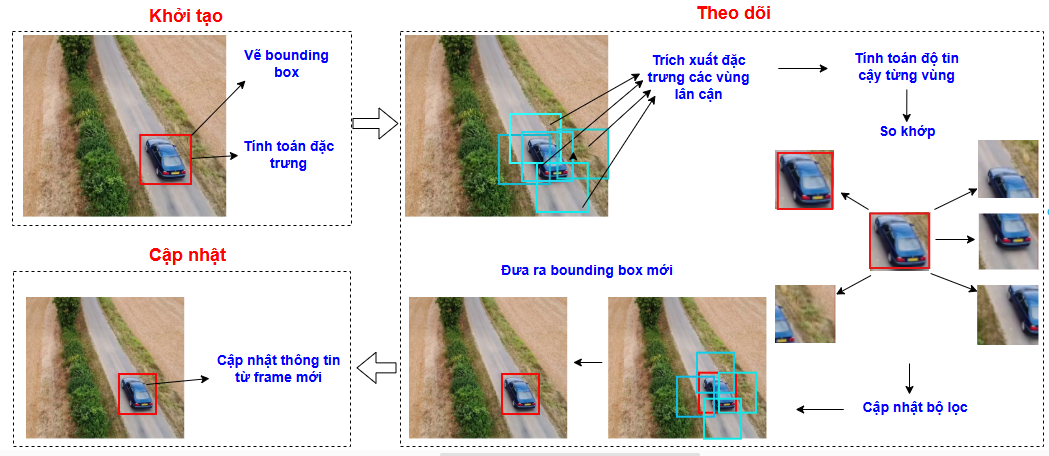 Khởi tạo
Vẽ bounding
box
Tính toán đặc
trưng
Theo dõi
Trích xuất đặc
trưng các vùng
lân cận
Tính toán độ tin
cậy từng vùng
So khớp
Cập nhật bộ lọc
Đưa ra bounding box mới
Cập nhật
Cập nhật thông tin
từ frame mới